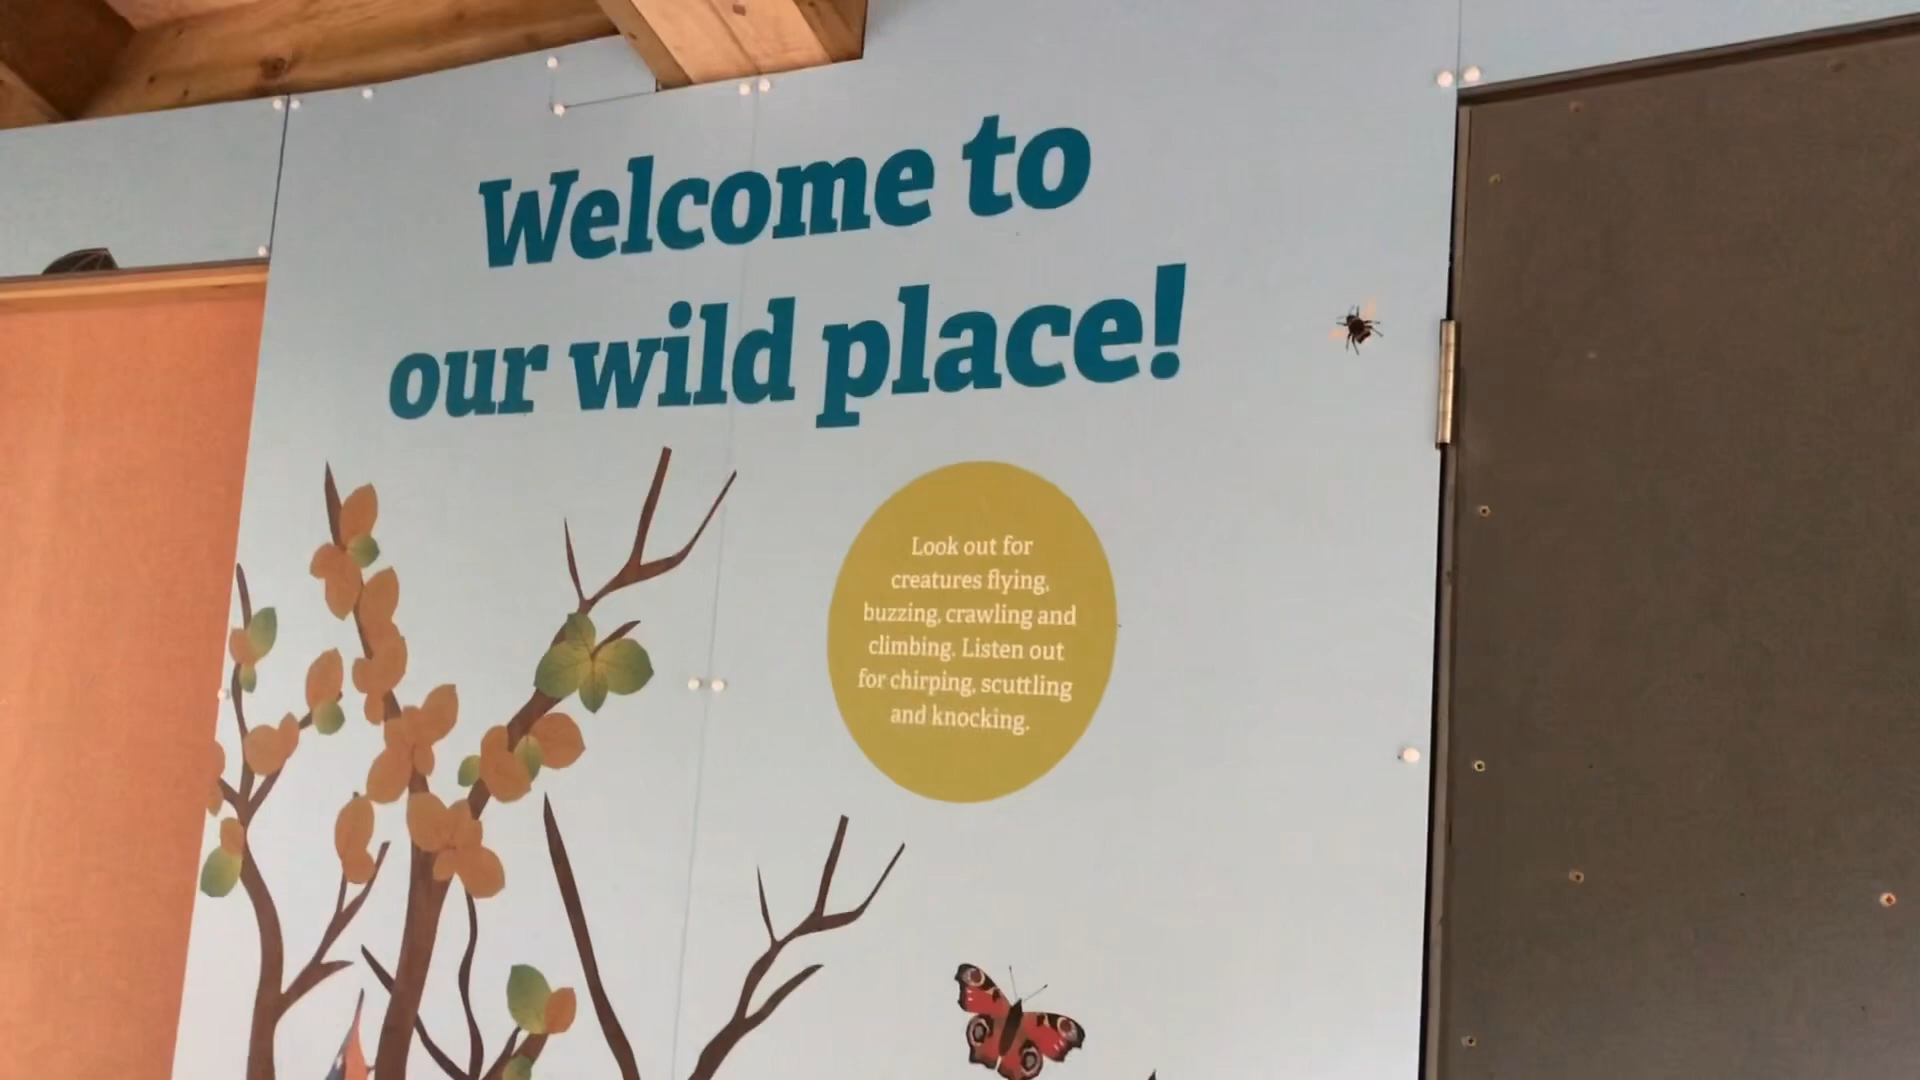 Welcome to
our wild place!
Look out for
creatures flying,
buzzing, crawling and
climbing. Listen out
for chirping, scuttling
and knocking.